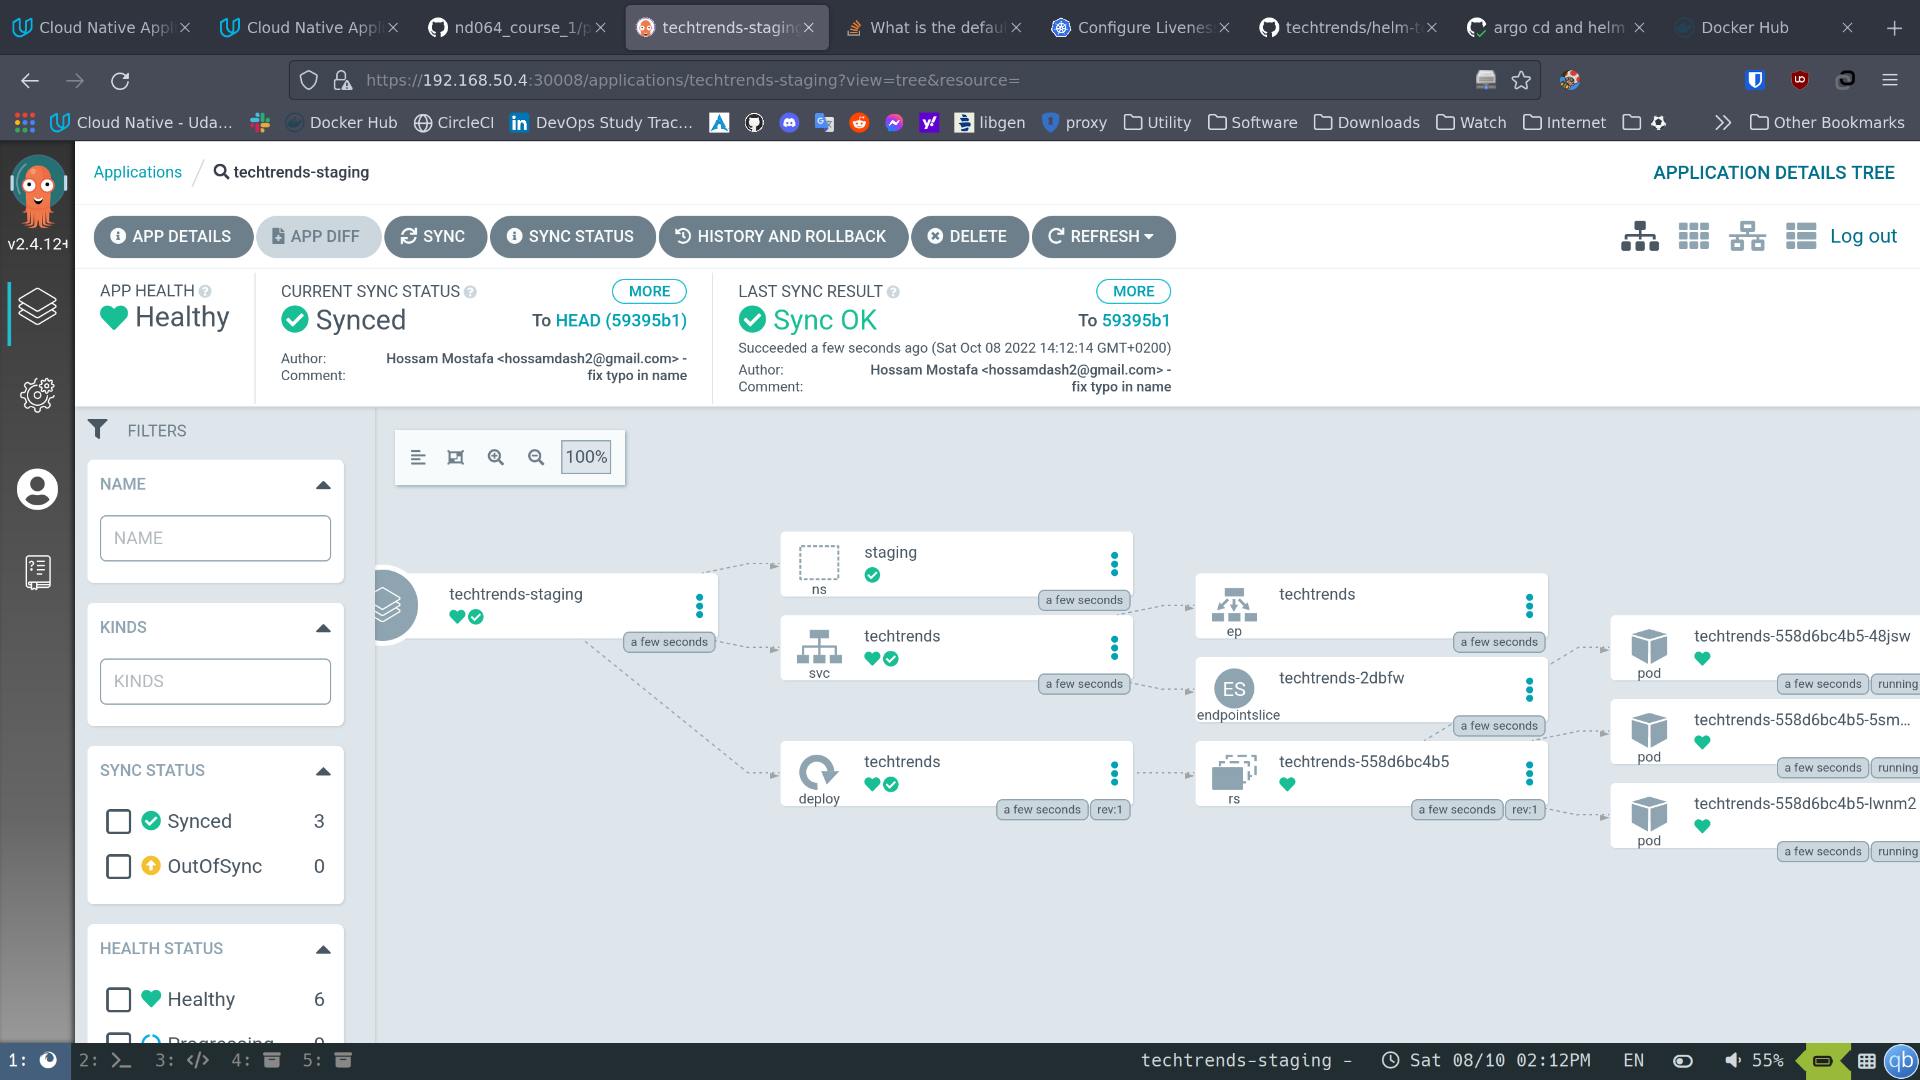 Cloud Native Appli
Cloud Native Appli
nd064_course_1/p
techtrends-staging
What is the defau
Configure Livenes
techtrends/helm-t
argo cd and helm
Docker Hub
https://192.168.50.4:30008/applications/techtrends-staging?view=tree&resource=
Cloud Native - Uda...
Docker Hub
CircleCI
DevOps Study Trac...
libgen
proxy
Utility
Software
Downloads
Watch
Internet
Other Bookmarks
v2.4.12+
Applications / techtrends-staging
APPLICATION DETAILS TREE
APP DETAILS
APP DIFF
SYNC
SYNC STATUS
HISTORY AND ROLLBACK
DELETE
REFRESH
Log out
APP HEALTH
Healthy
CURRENT SYNC STATUS
MORE
Synced
To HEAD (59395b1)
Author: Hossam Mostafa <hossamdash2@gmail.com> -
Comment: fix typo in name
LAST SYNC RESULT
MORE
Sync OK
To 59395b1
Succeeded a few seconds ago (Sat Oct 08 2022 14:12:14 GMT+0200)
Author: Hossam Mostafa <hossamdash2@gmail.com> -
Comment: fix typo in name
FILTERS
NAME
NAME
KINDS
KINDS
SYNC STATUS
Synced 3
OutOfSync 0
HEALTH STATUS
Healthy 6
Progressing 0
100%
techtrends-staging
a few seconds
staging
ns
a few seconds
techtrends
svc
a few seconds
techtrends
deploy
a few seconds
rev:1
techtrends
ep
a few seconds
ES
techtrends-2dbfw
endpointslice
a few seconds
techtrends-558d6bc4b5
rs
a few seconds
rev:1
techtrends-558d6bc4b5-48jsw
pod
a few seconds
running
techtrends-558d6bc4b5-5sm...
pod
a few seconds
running
techtrends-558d6bc4b5-lwnm2
pod
a few seconds
running
1:
2:
3:
4:
5:
techtrends-staging -
Sat 08/10 02:12PM
EN
55%
qb